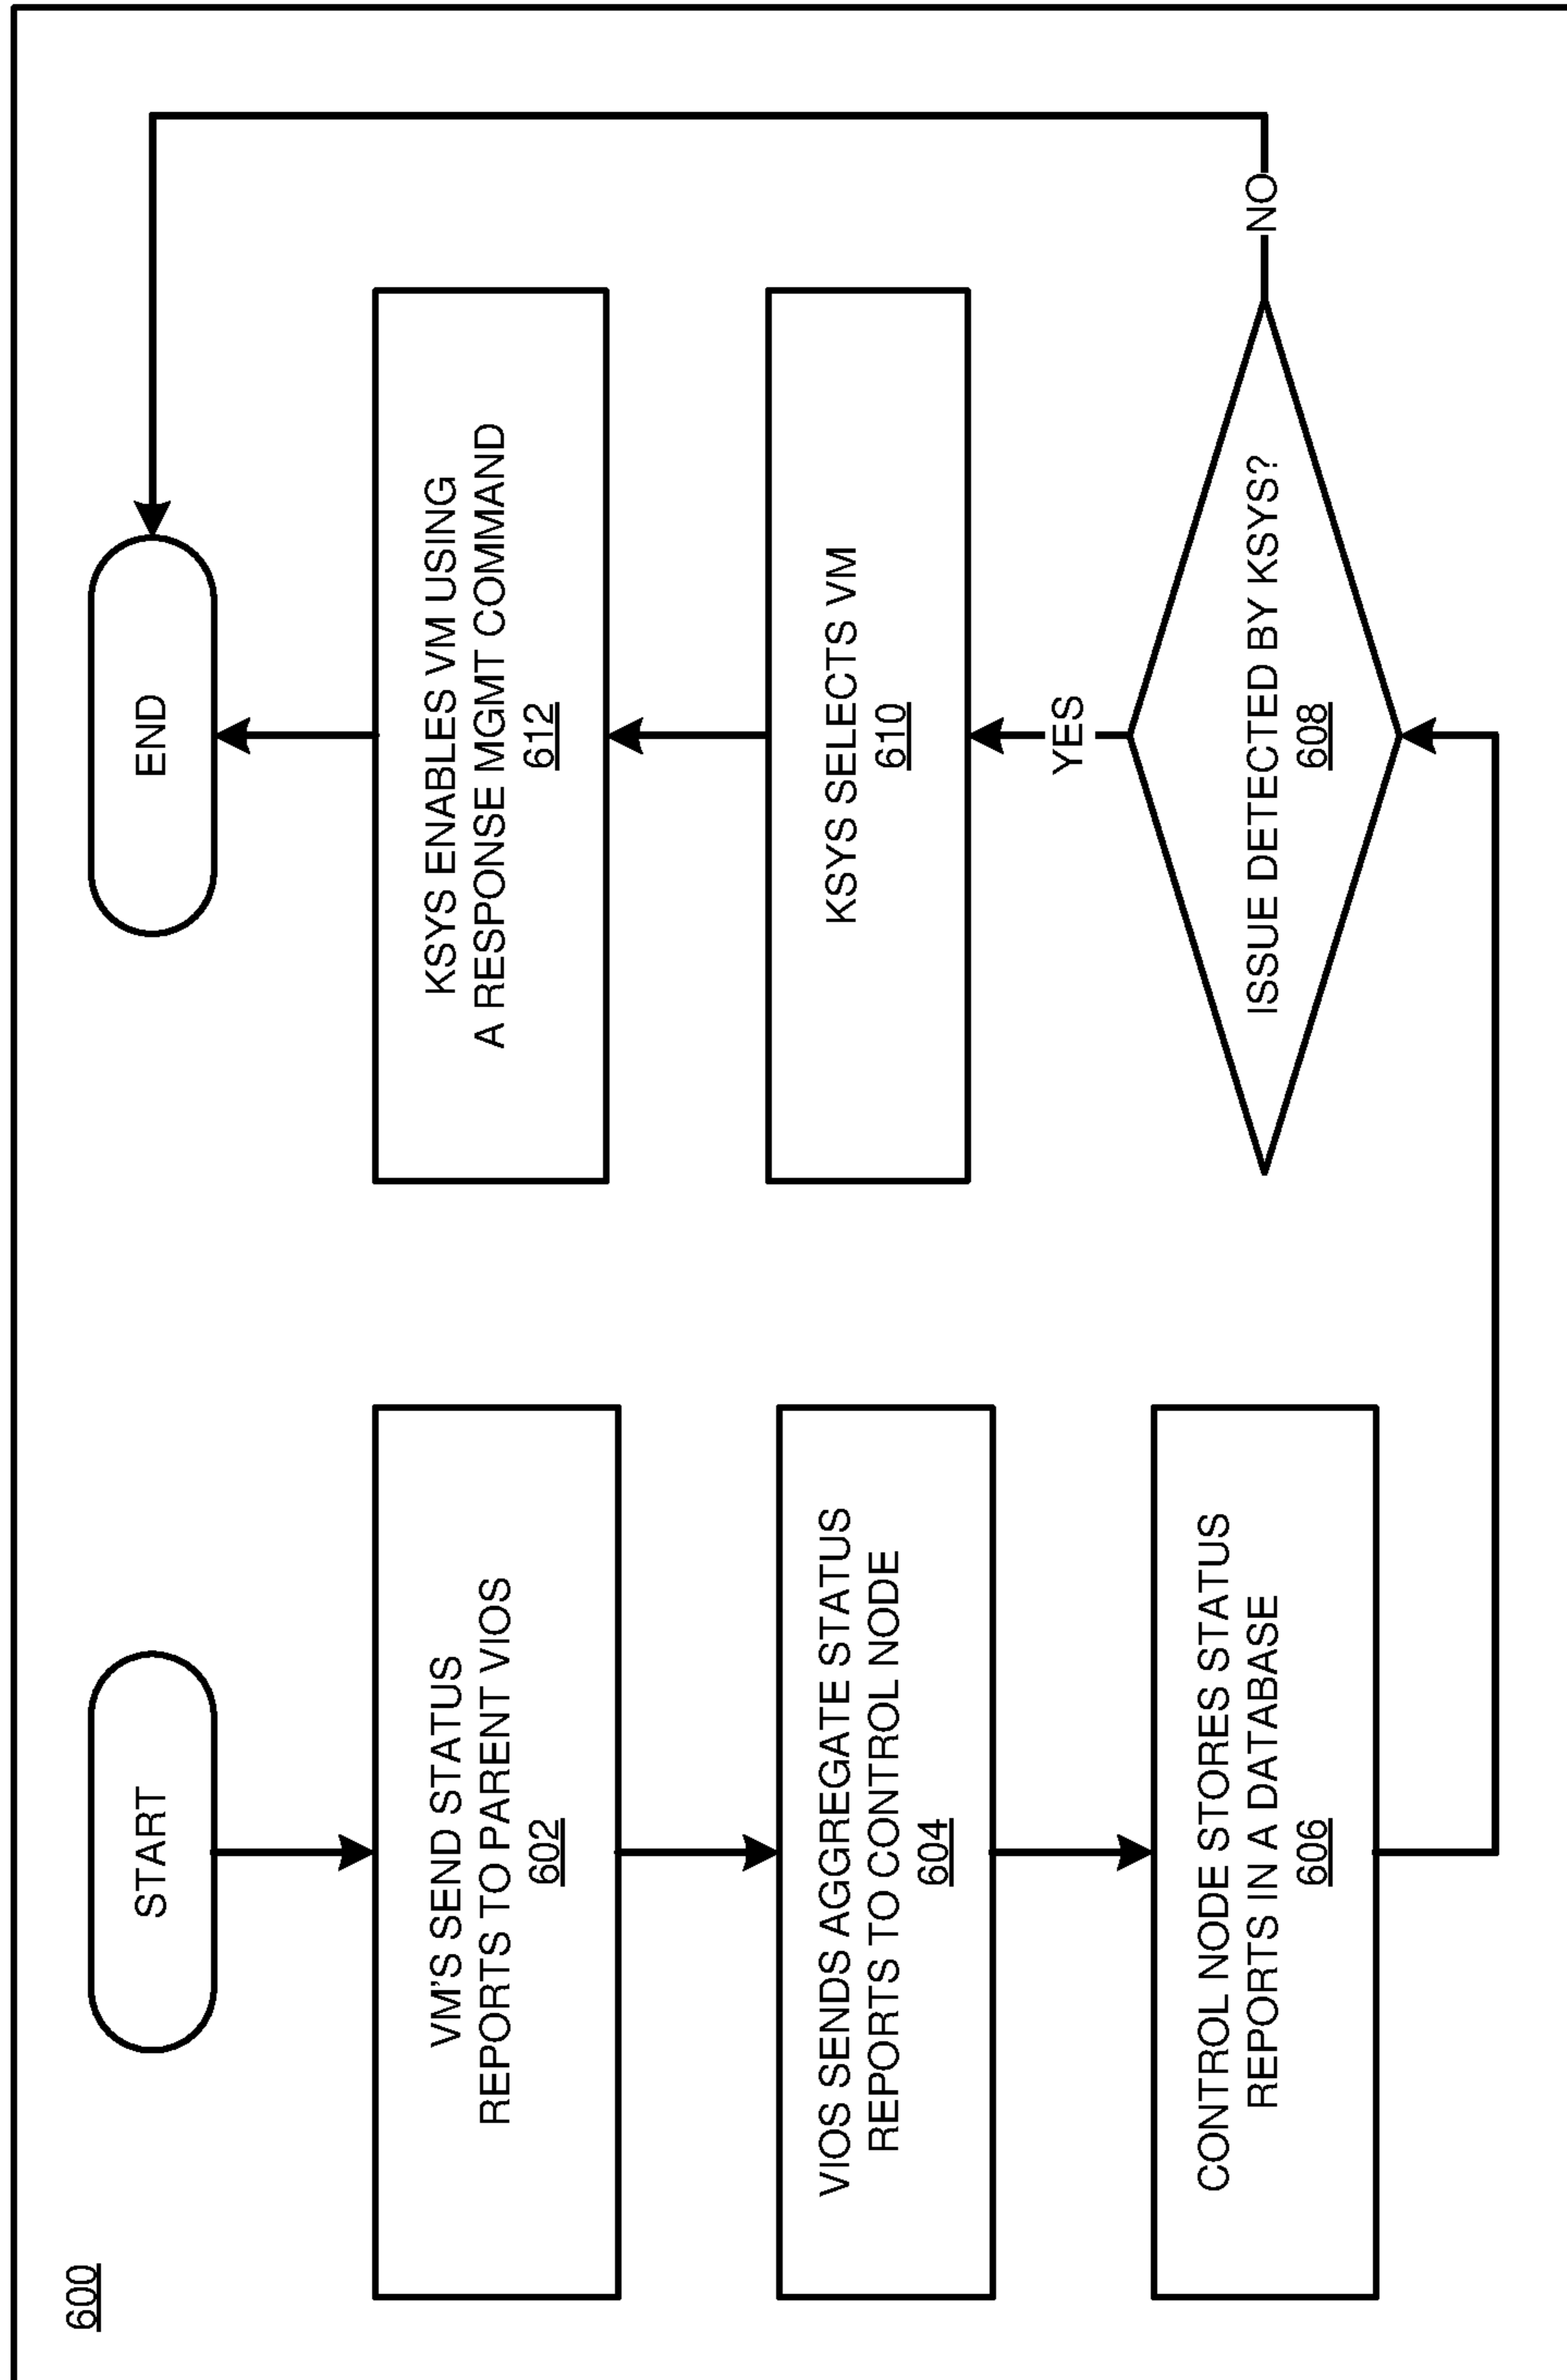 600
START
VM'S SEND STATUS
REPORTS TO PARENT VIOS
602
VIOS SENDS AGGREGATE STATUS
REPORTS TO CONTROL NODE
604
CONTROL NODE STORES STATUS
REPORTS IN A DATABASE
606
ISSUE DETECTED BY KSYS?
608
YES
NO
KSYS SELECTS VM
610
KSYS ENABLES VM USING
A RESPONSE MGMT COMMAND
612
END